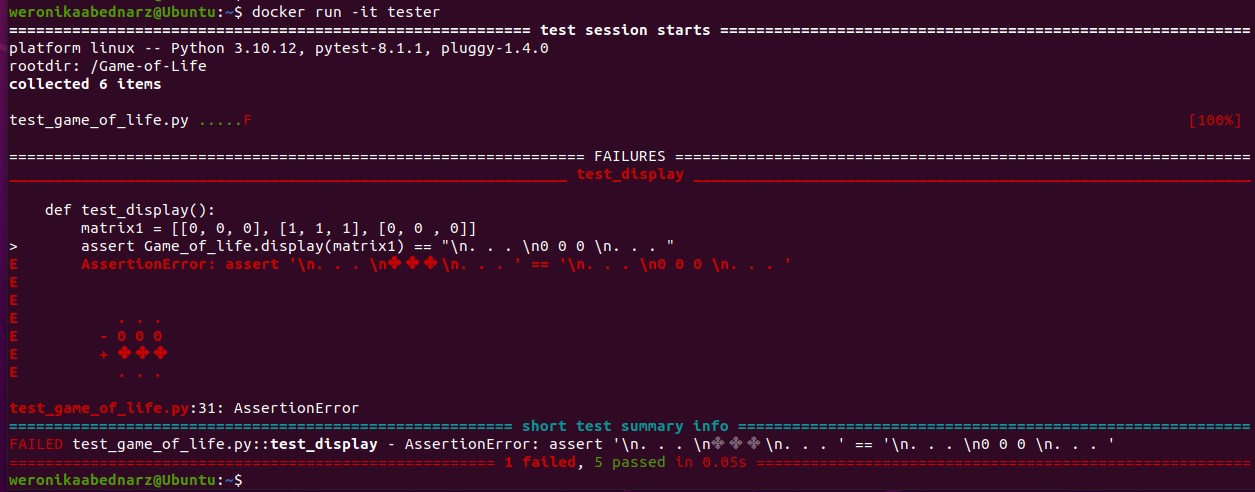 weronikaabednarz@Ubuntu:~$ docker run -it tester
========================================================== test session starts ===========================================================
platform linux -- Python 3.10.12, pytest-8.1.1, pluggy-1.4.0
rootdir: /Game-of-Life
collected 6 items
test_game_of_life.py .....F [100%]
================================================================ FAILURES ================================================================
______________________________________________________________ test_display ______________________________________________________________
    def test_display():
        matrix1 = [[0, 0, 0], [1, 1, 1], [0, 0 , 0]]
>       assert Game_of_life.display(matrix1) == "\n. . . \n0 0 0 \n. . . "
E       AssertionError: assert '\n. . . \n✤ ✤ ✤ \n. . . ' == '\n. . . \n0 0 0 \n. . . '
E
E
E           . . .
E         - 0 0 0
E         + ✤ ✤ ✤
E           . . .
test_game_of_life.py:31: AssertionError
======================================================== short test summary info =========================================================
FAILED test_game_of_life.py::test_display - AssertionError: assert '\n. . . \n✤ ✤ ✤ \n. . . ' == '\n. . . \n0 0 0 \n. . . '
====================================================== 1 failed, 5 passed in 0.05s =======================================================
weronikaabednarz@Ubuntu:~$